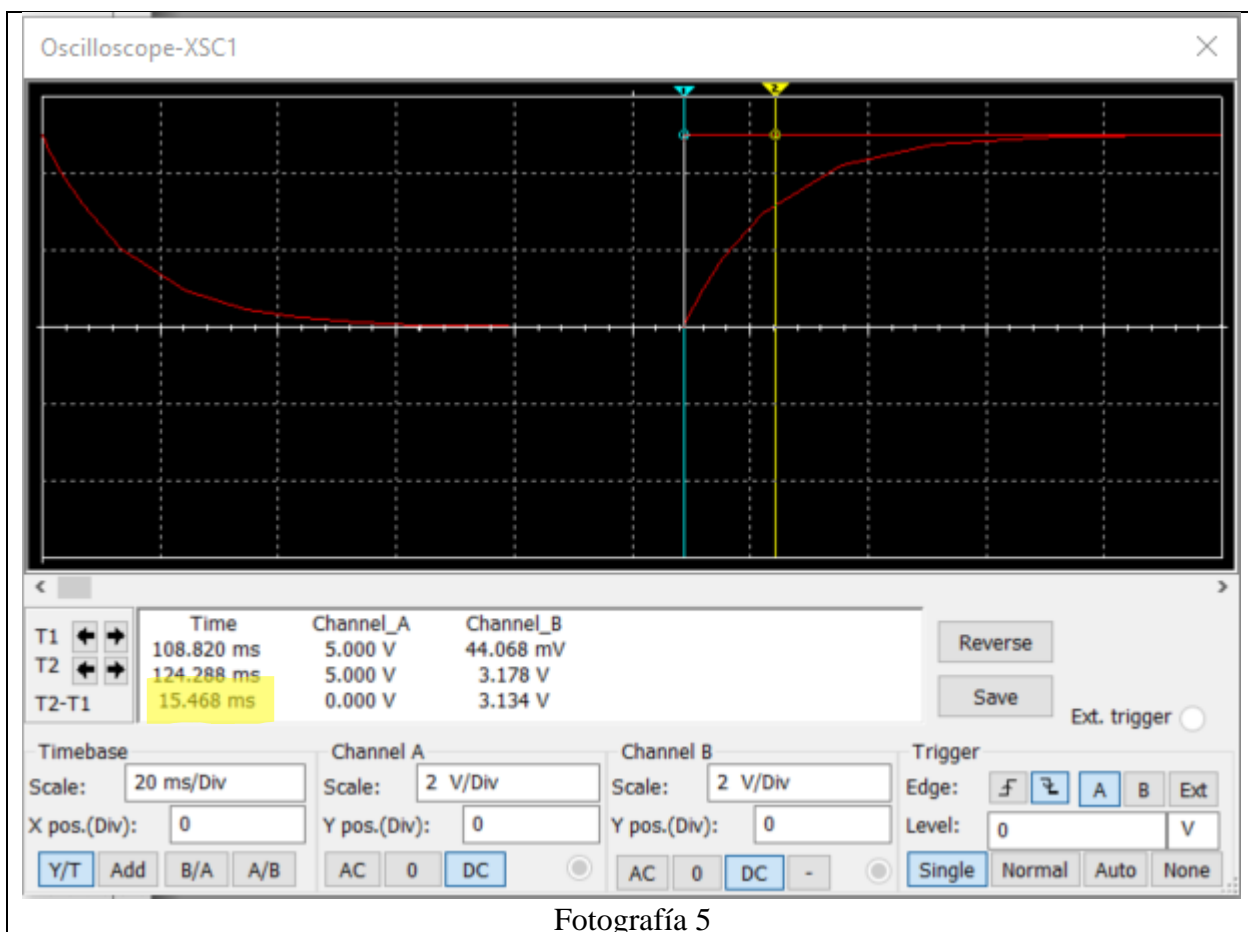 Oscilloscope-XSC1
1 2
Time Channel_A Channel_B
T1 108.820 ms 5.000 V 44.068 mV
T2 124.288 ms 5.000 V 3.178 V
T2-T1 15.468 ms 0.000 V 3.134 V
Reverse
Save
Ext. trigger
Timebase
Scale: 20 ms/Div
X pos.(Div): 0
Y/T Add B/A A/B
Channel A
Scale: 2 V/Div
Y pos.(Div): 0
AC 0 DC
Channel B
Scale: 2 V/Div
Y pos.(Div): 0
AC 0 DC -
Trigger
Edge: A B Ext
Level: 0 V
Single Normal Auto None
Fotografía 5